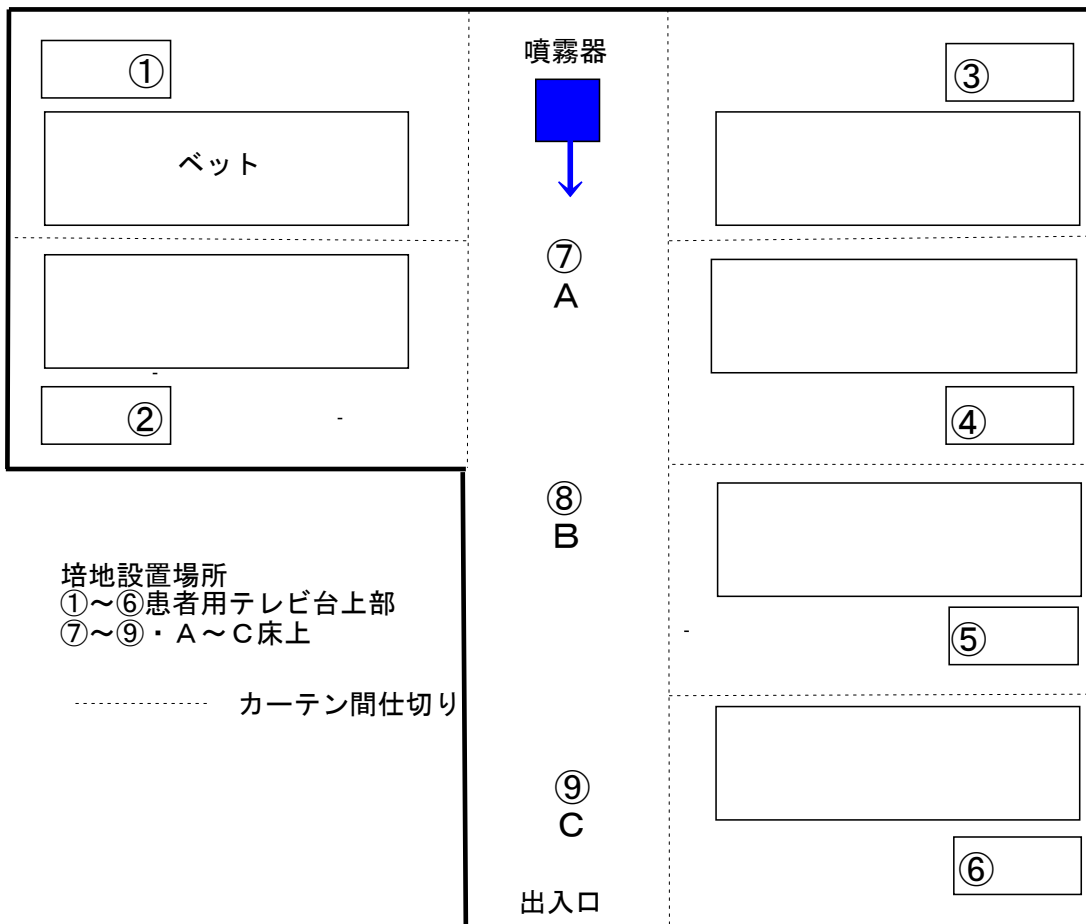 噴霧器
①
③
ベット
⑦
A
②
④
⑧
B
培地設置場所
①～⑥患者用テレビ台上部
⑦～⑨・A～C床上
⑤
カーテン間仕切り
⑨
C
⑥
出入口